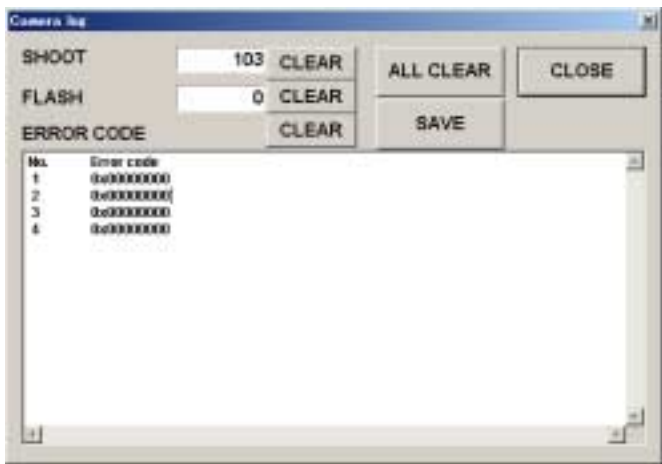 Camera log
SHOOT 103 CLEAR ALL CLEAR CLOSE
FLASH 0 CLEAR
ERROR CODE CLEAR SAVE
No. Error code
1 0x00000000
2 0x00000000
3 0x00000000
4 0x00000000